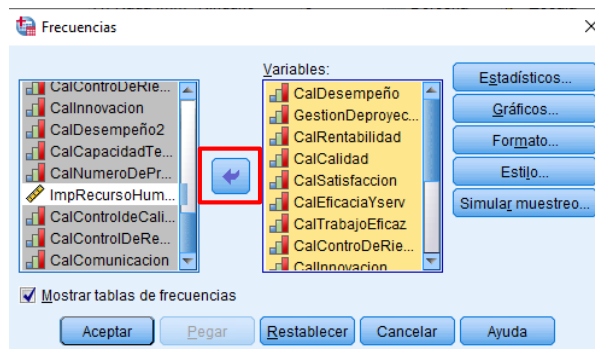 Frecuencias
CalControDeRie...
CalInnovacion
CalDesempeño2
CalCapacidadTe...
CalNumeroDePr...
ImpRecursoHum...
CalControldeCali...
CalControlDeRe...
CalComunicacion
Variables:
CalDesempeño
GestionDeproyec...
CalRentabilidad
CalCalidad
CalSatisfaccion
CalEficaciaYserv
CalTrabajoEficaz
CalControDeRie...
CalInnovacion
Estadísticos...
Gráficos...
Formato...
Estilo...
Simular muestreo...
Mostrar tablas de frecuencias
Aceptar
Pegar
Restablecer
Cancelar
Ayuda